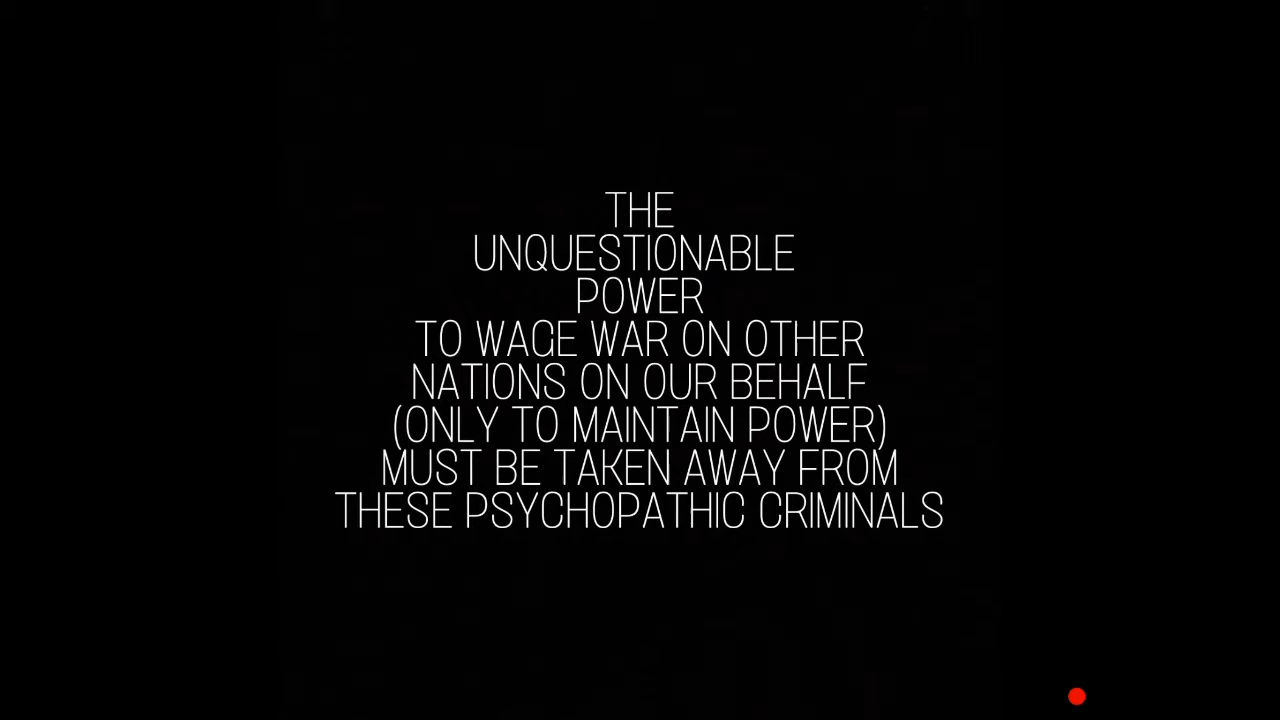 THE
UNQUESTIONABLE
POWER
TO WAGE WAR ON OTHER
NATIONS ON OUR BEHALF
(ONLY TO MAINTAIN POWER)
MUST BE TAKEN AWAY FROM
THESE PSYCHOPATHIC CRIMINALS